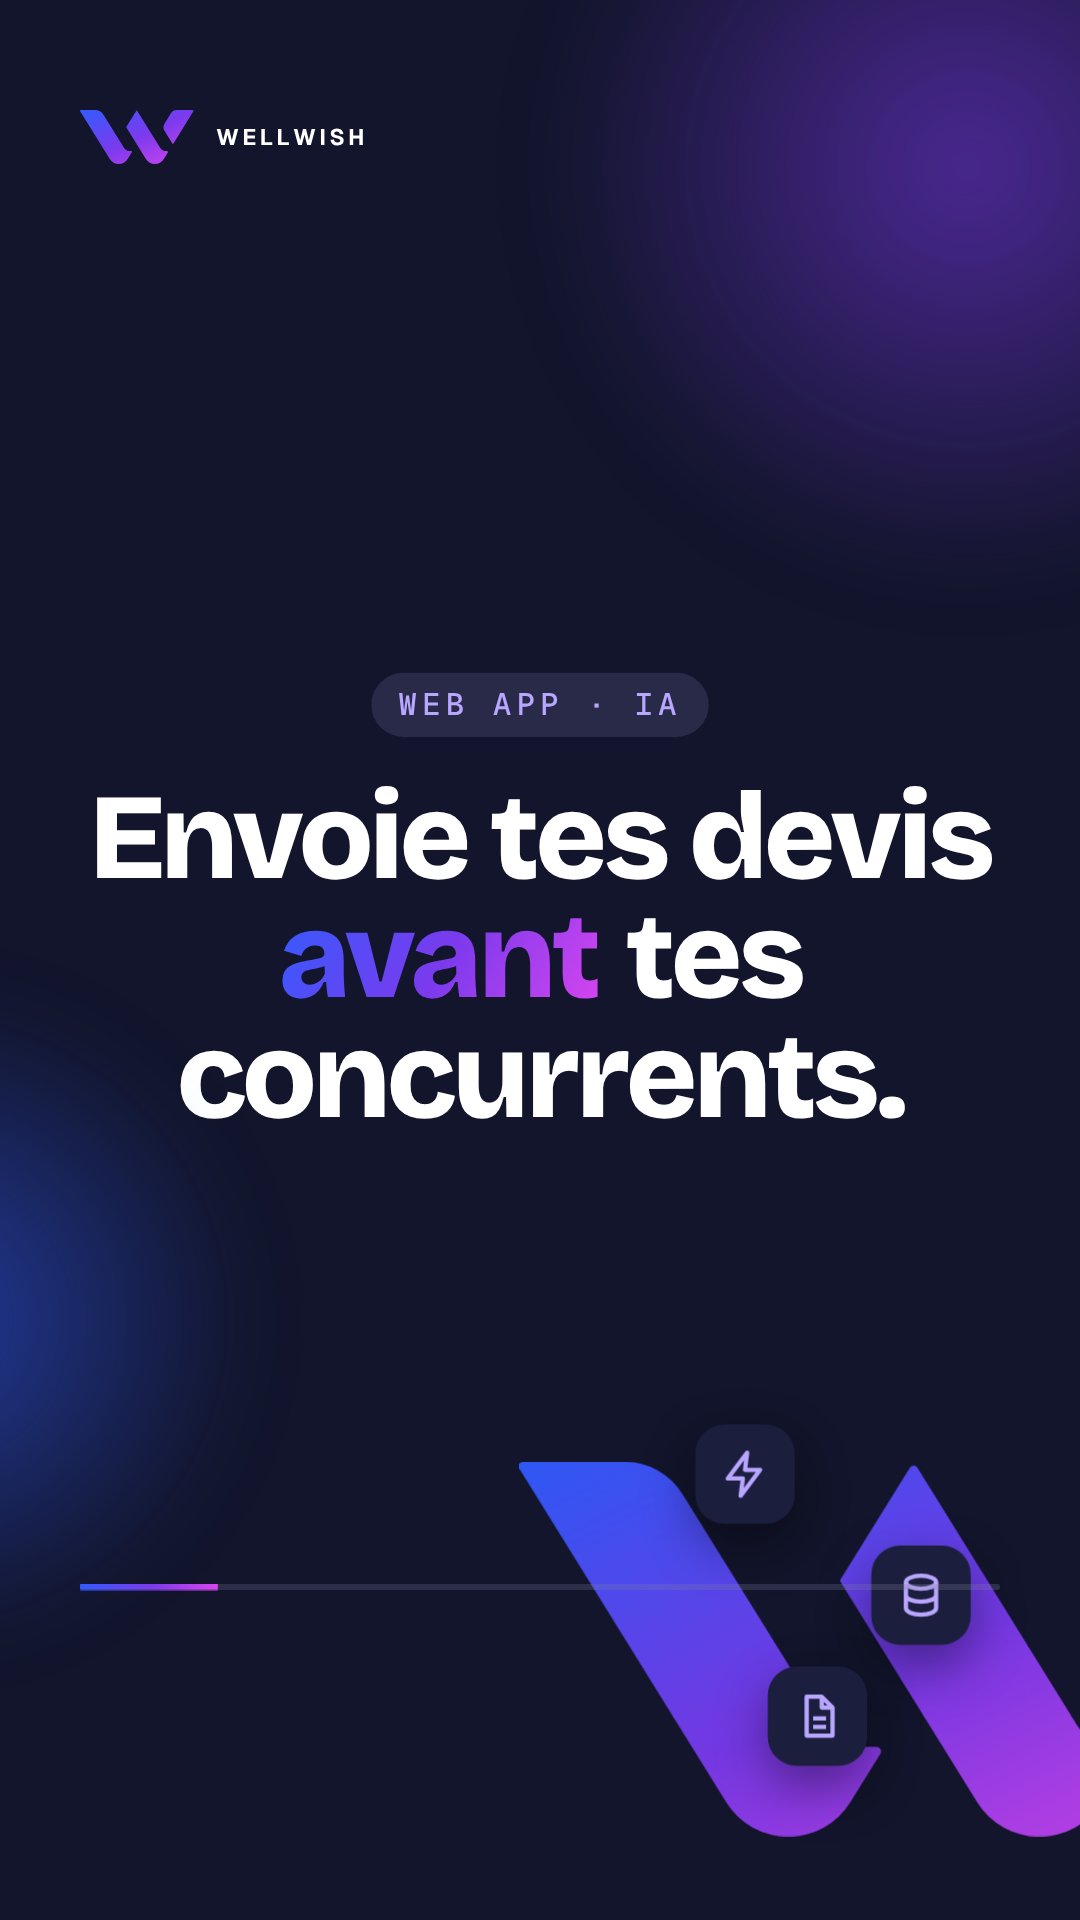 WELLWISH
WEB APP · IA
Envoie tes devis
avant tes
concurrents.